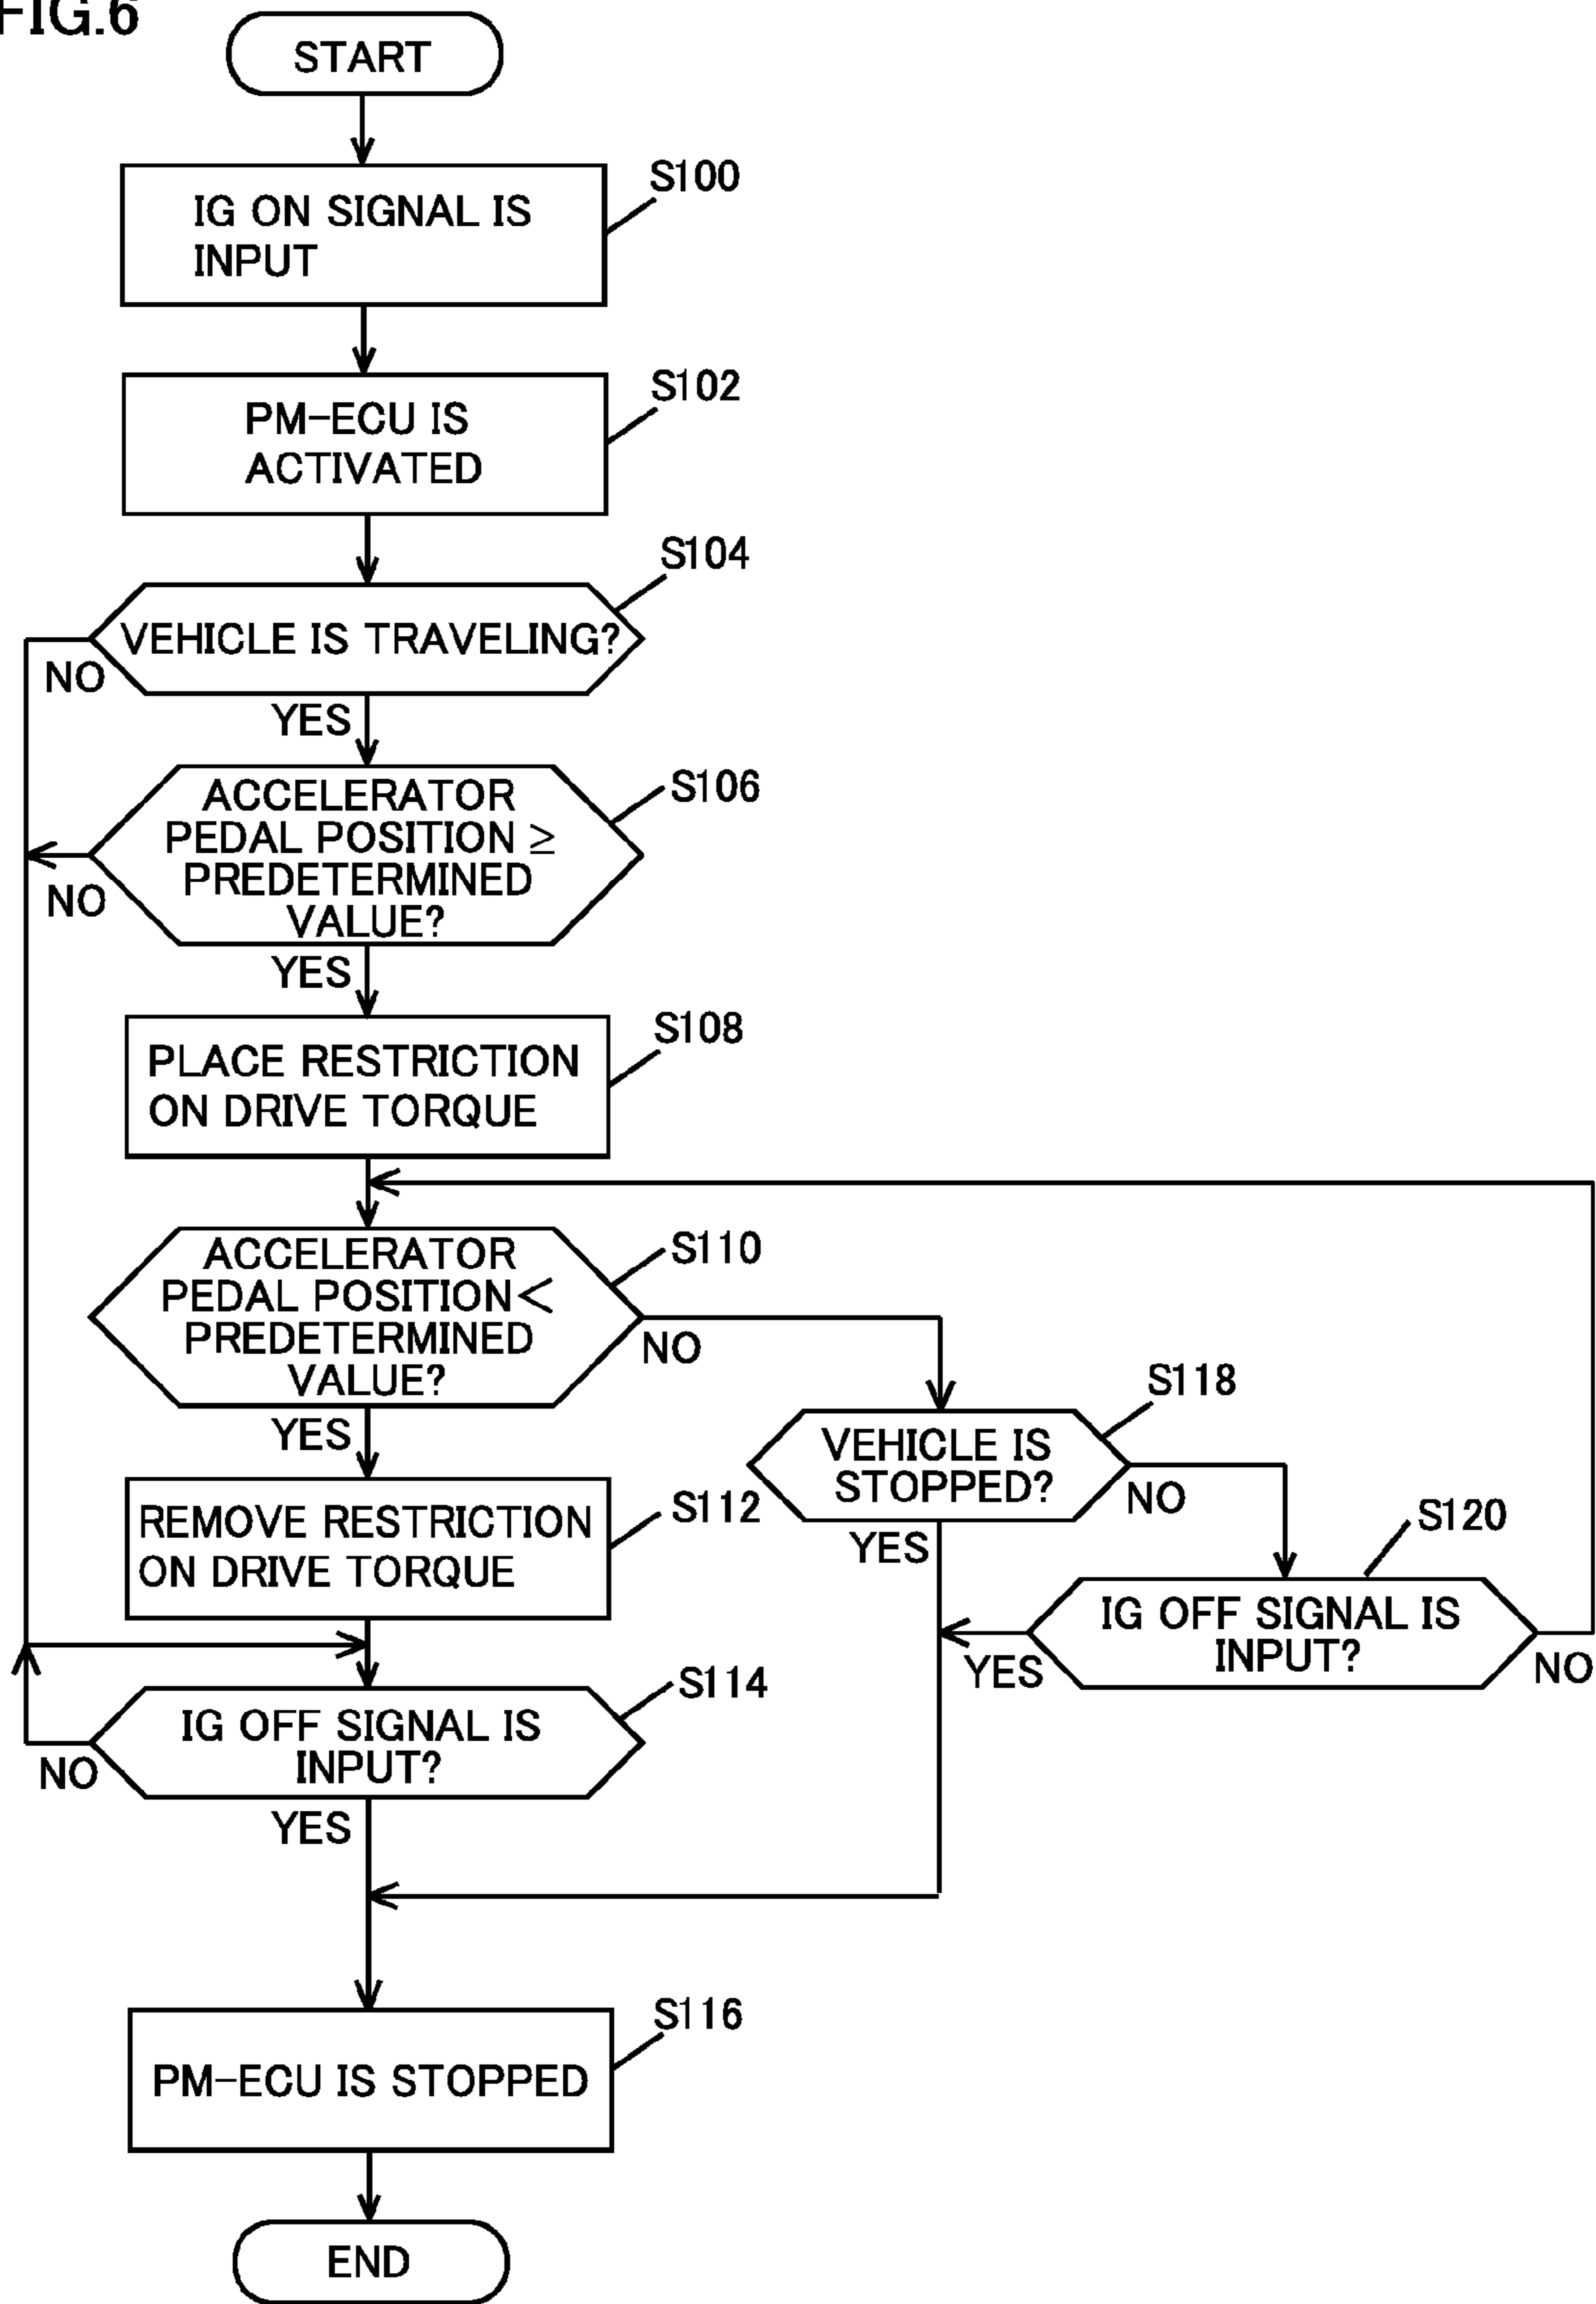 FIG.6
START
S100
IG ON SIGNAL IS
INPUT
S102
PM-ECU IS
ACTIVATED
S104
VEHICLE IS TRAVELING?
NO
YES
S106
ACCELERATOR
PEDAL POSITION ≥
PREDETERMINED
VALUE?
NO
YES
S108
PLACE RESTRICTION
ON DRIVE TORQUE
S110
ACCELERATOR
PEDAL POSITION<
PREDETERMINED
VALUE?
NO
YES
S118
VEHICLE IS
STOPPED?
NO
YES
S112
REMOVE RESTRICTION
ON DRIVE TORQUE
S120
IG OFF SIGNAL IS
INPUT?
YES
NO
S114
IG OFF SIGNAL IS
INPUT?
NO
YES
S116
PM-ECU IS STOPPED
END